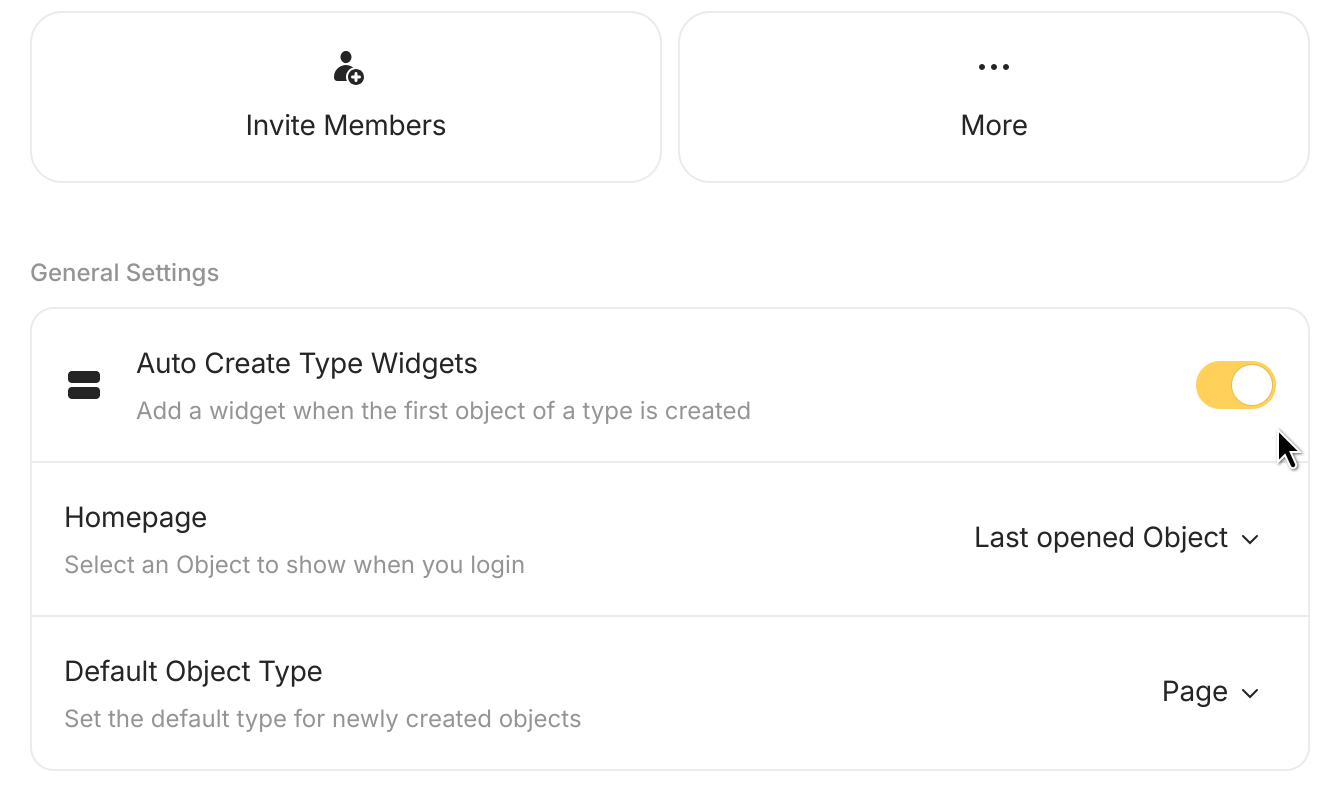 Invite Members
More
General Settings
Auto Create Type Widgets
Add a widget when the first object of a type is created
Homepage
Select an Object to show when you login
Last opened Object
Default Object Type
Set the default type for newly created objects
Page